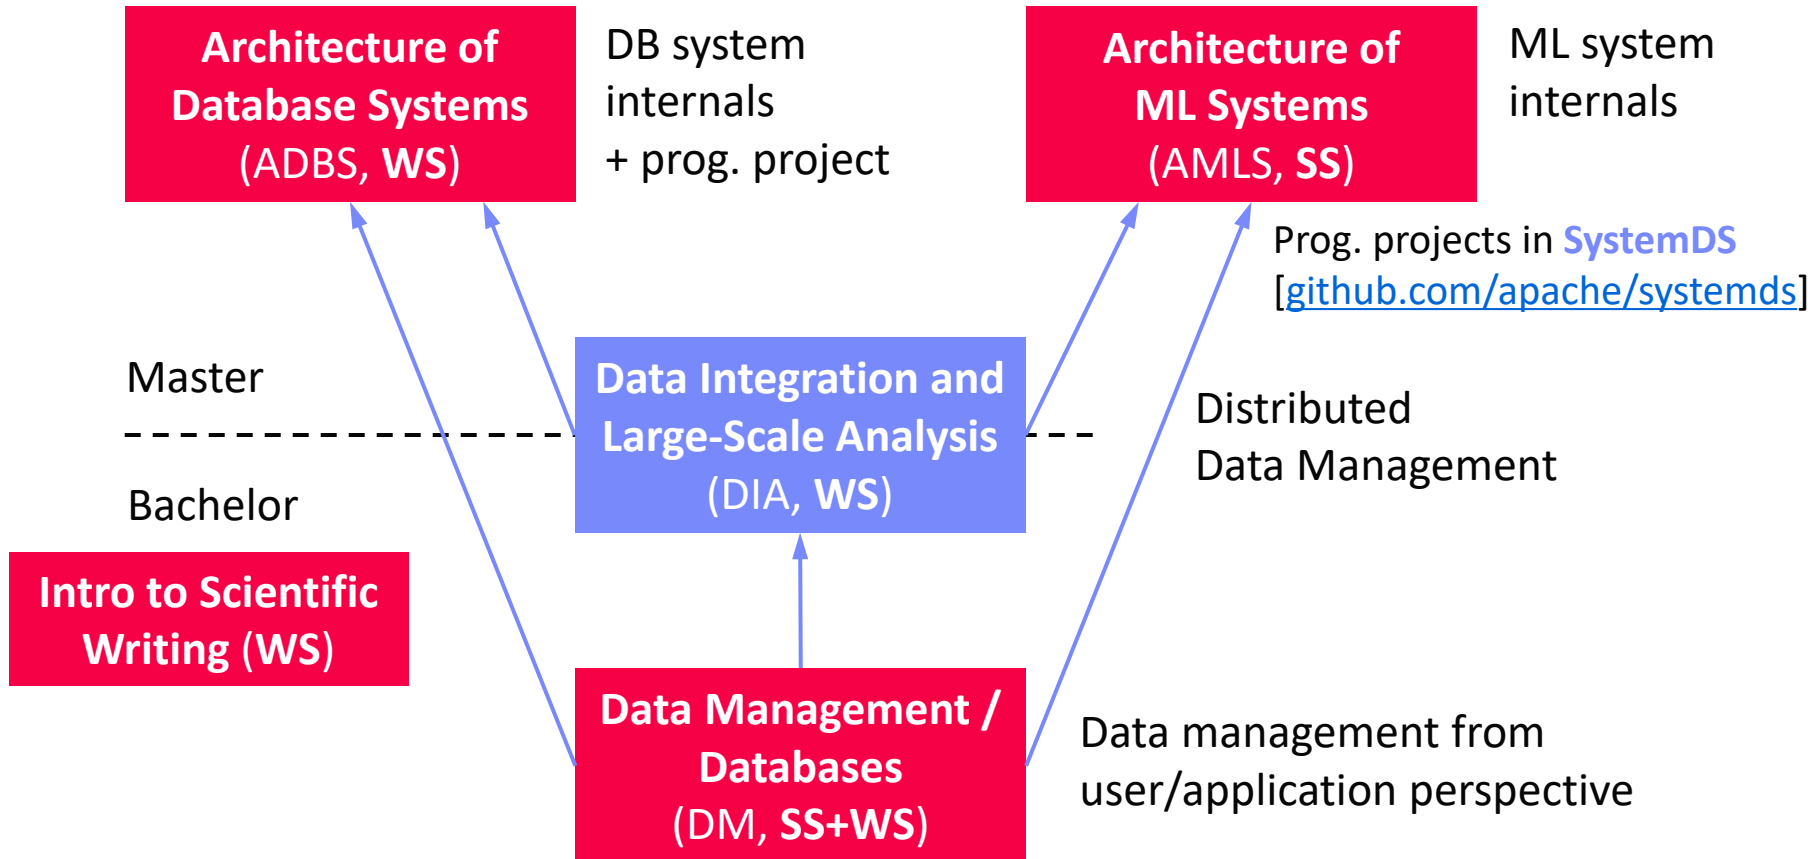 Architecture of
Database Systems
(ADBS, WS)
DB system
internals
+ prog. project
Architecture of
ML Systems
(AMLS, SS)
ML system
internals
Prog. projects in SystemDS
[github.com/apache/systemds]
Master
Data Integration and
Large-Scale Analysis
(DIA, WS)
Distributed
Data Management
Bachelor
Intro to Scientific
Writing (WS)
Data Management /
Databases
(DM, SS+WS)
Data management from
user/application perspective